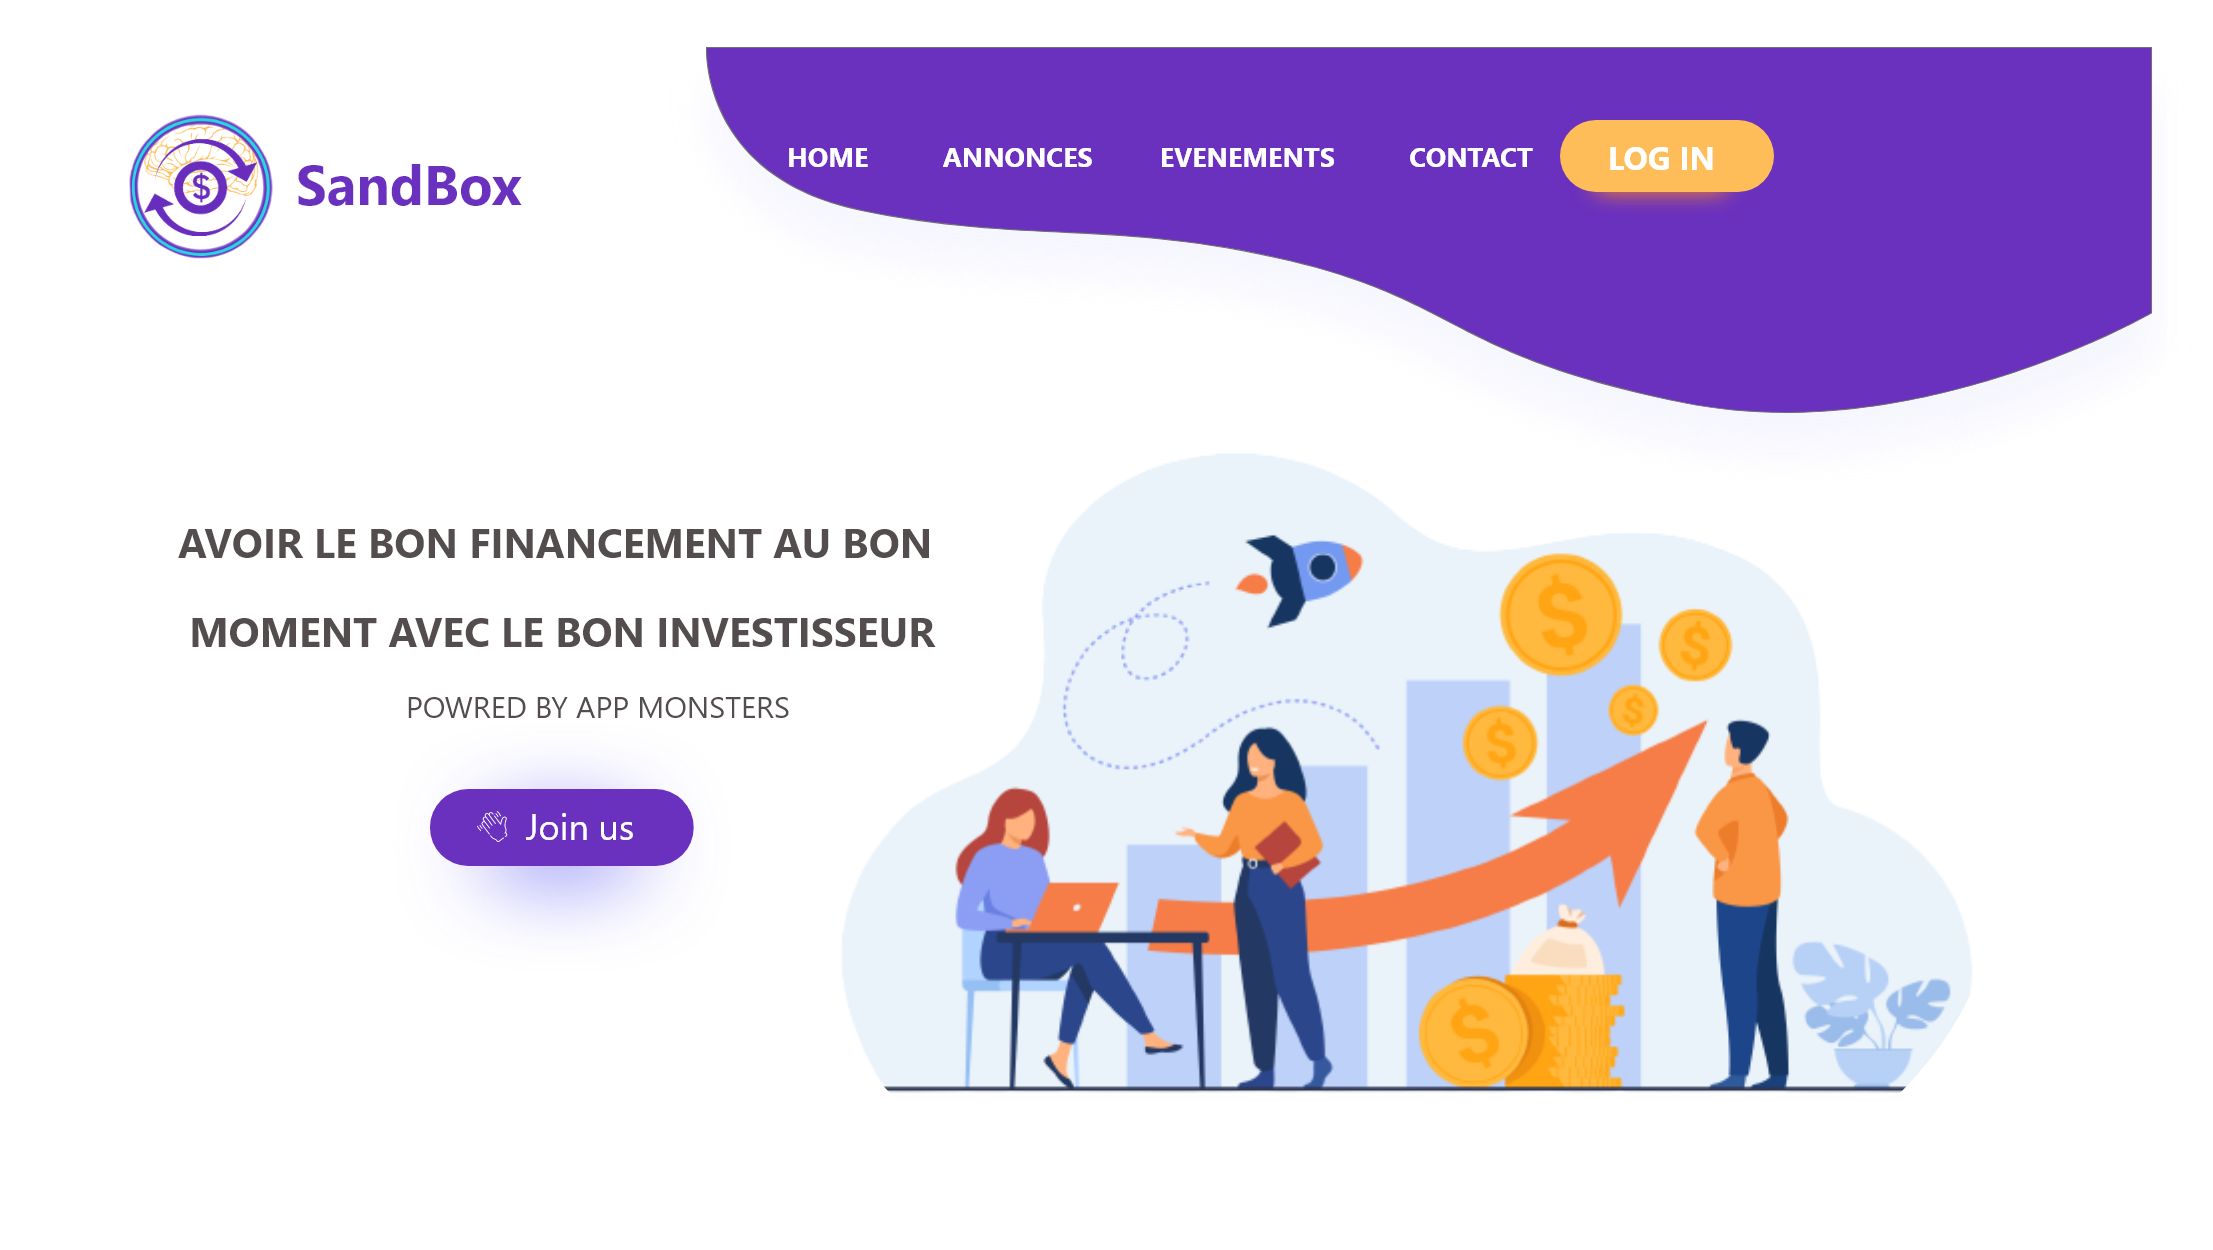 SandBox
HOME ANNONCES EVENEMENTS CONTACT LOG IN
AVOIR LE BON FINANCEMENT AU BON
MOMENT AVEC LE BON INVESTISSEUR
POWRED BY APP MONSTERS
Join us